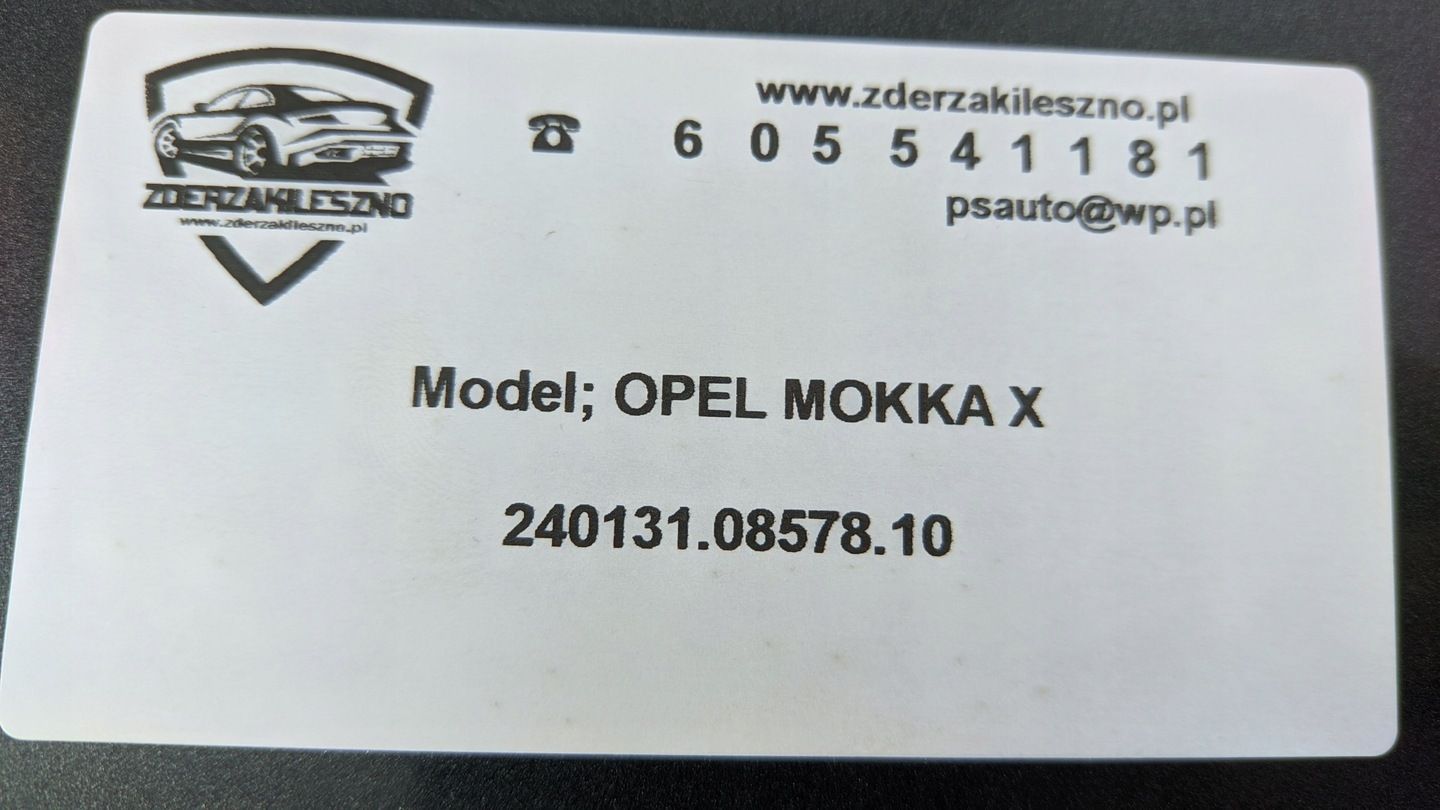 ZDERZAKILESZNO
www.zderzakileszno.pl
www.zderzakileszno.pl
☎ 6 0 5 5 4 1 1 8 1
psauto@wp.pl
Model; OPEL MOKKA X
240131.08578.10